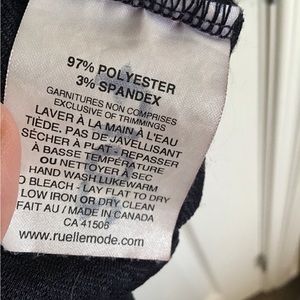 97% POLYESTER
3% SPANDEX
GARNITURES NON COMPRISES
EXCLUSIVE OF TRIMMINGS
LAVER À LA MAIN À L'EAU
TIÈDE, PAS DE JAVELLISANT
SÉCHER À PLAT - REPASSER
À BASSE TEMPÉRATURE
OU NETTOYER À SEC
HAND WASH LUKEWARM
BLEACH - LAY FLAT TO DRY
LOW IRON OR DRY CLEAN
FAIT AU / MADE IN CANADA
CA 41506
www.ruellemode.com